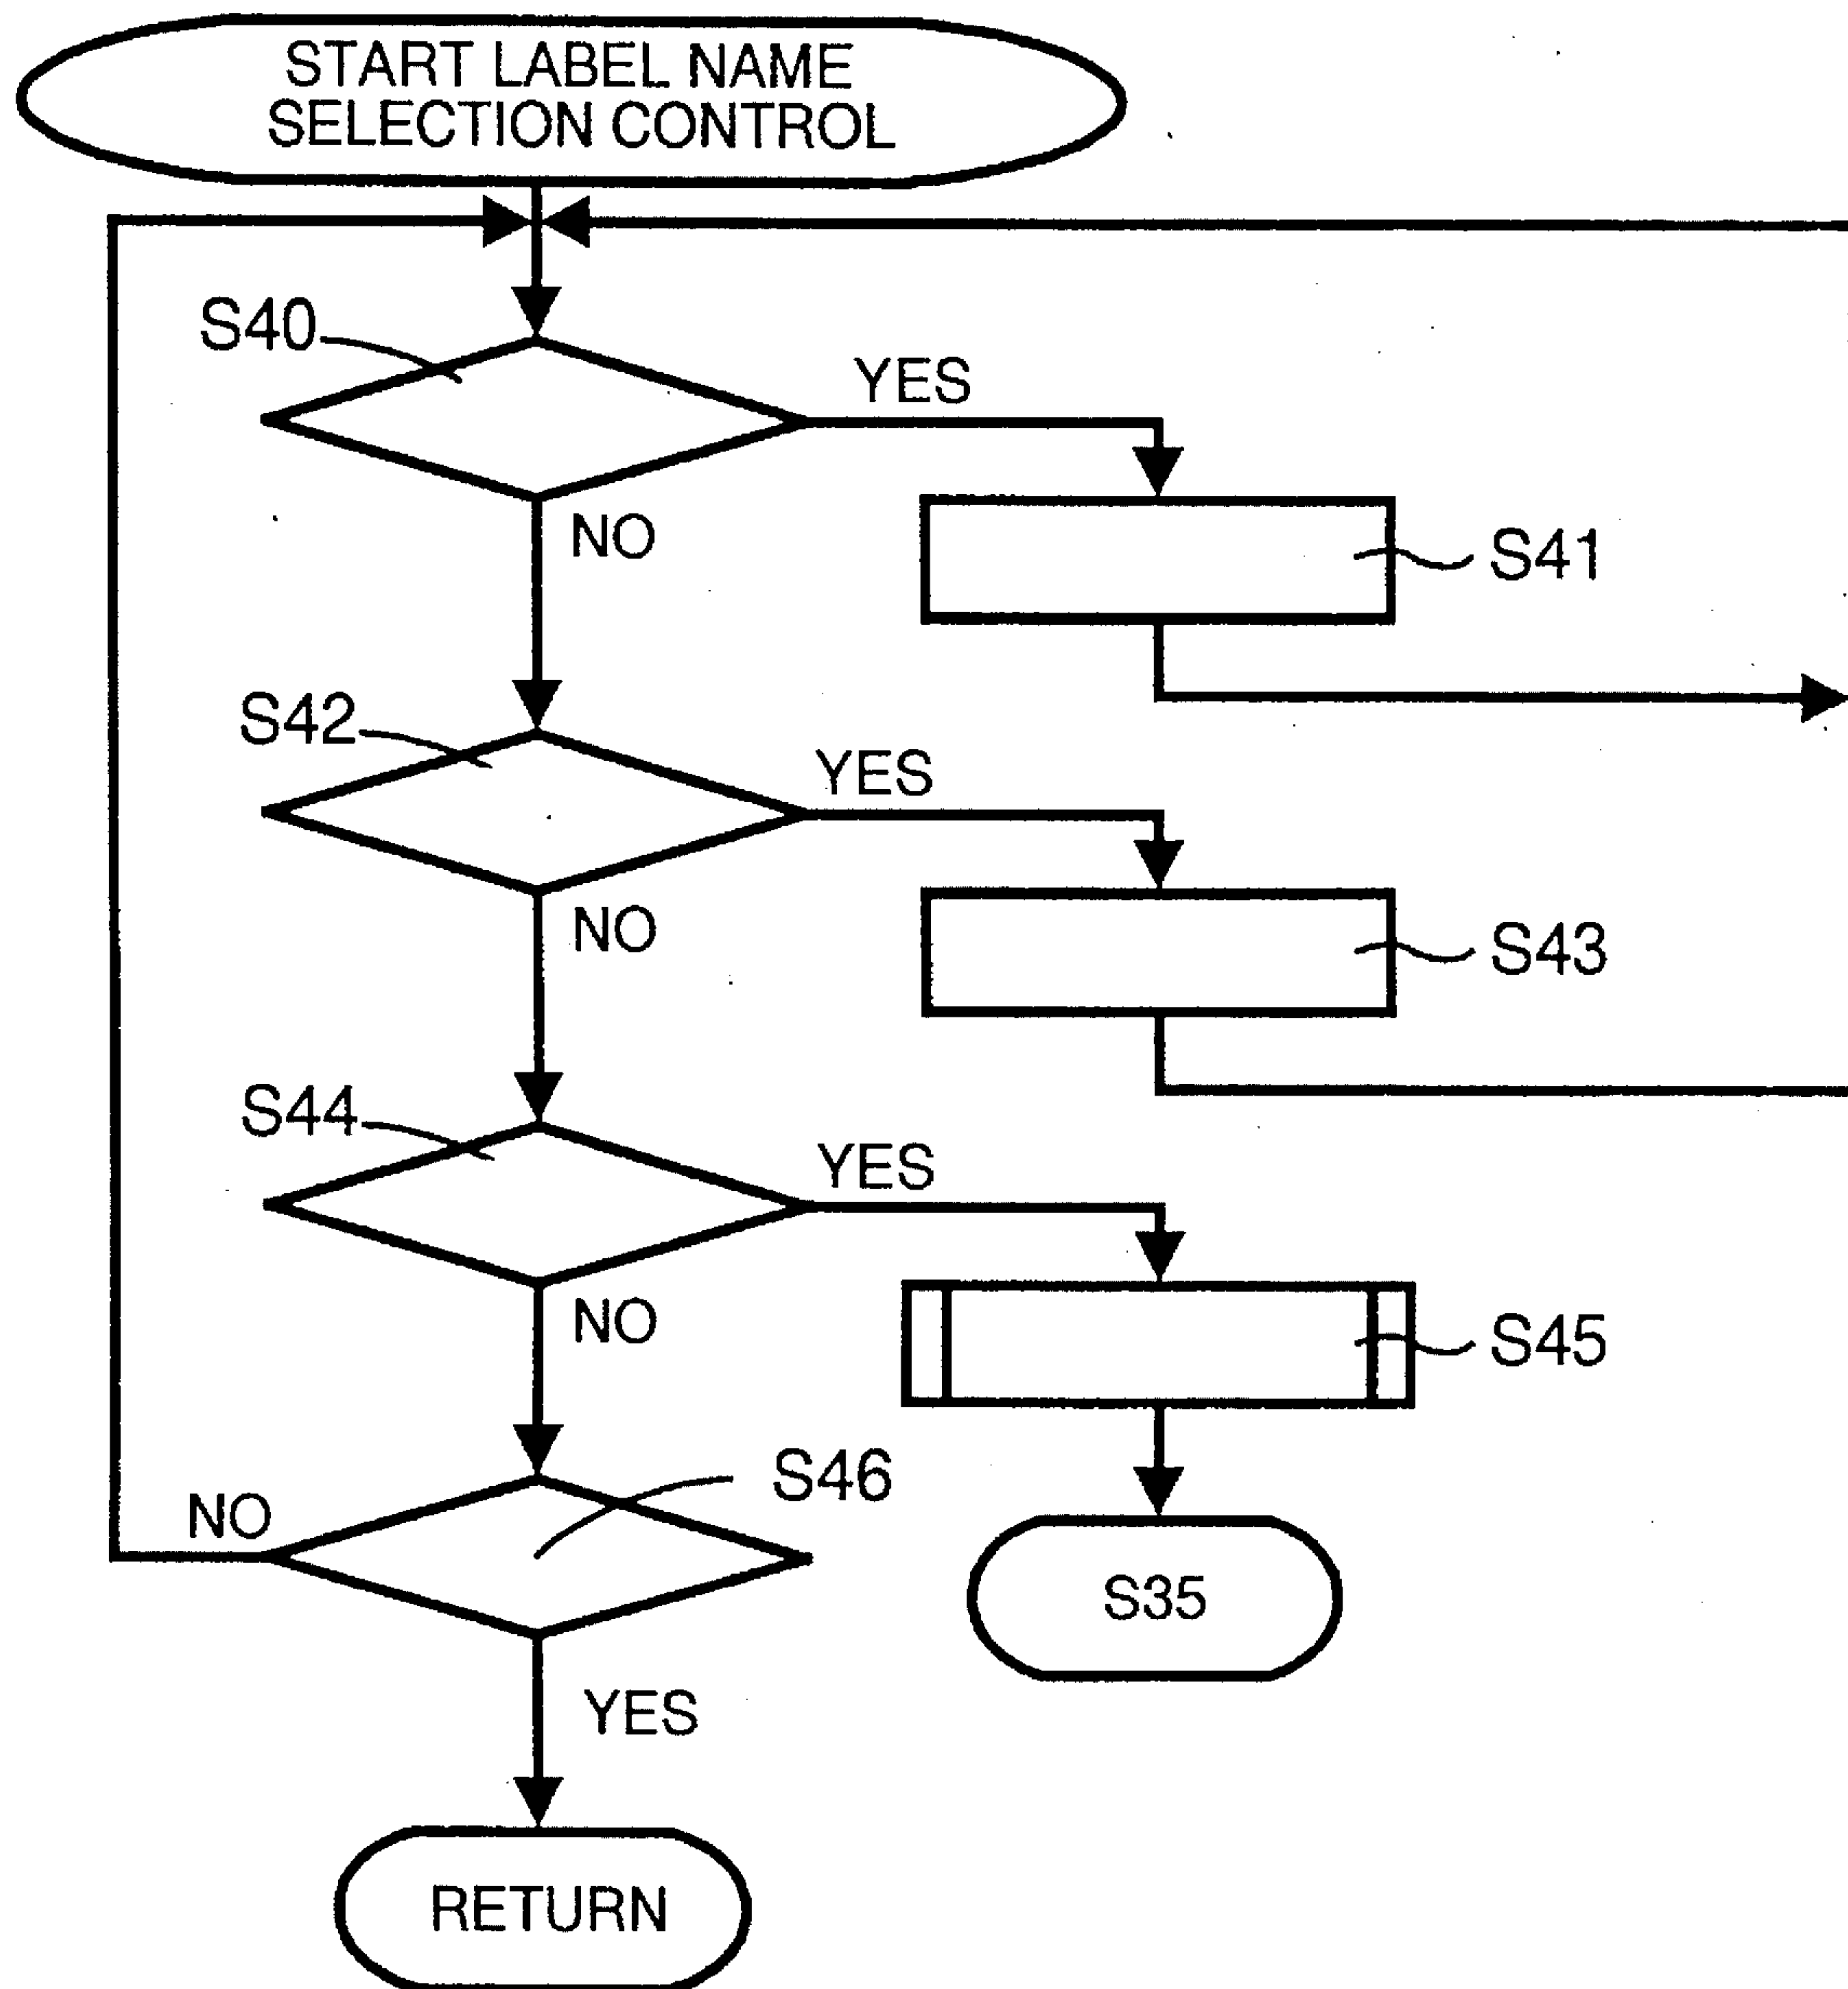 START LABEL NAME
SELECTION CONTROL
S40
YES
NO
S41
S42
YES
NO
S43
S44
YES
NO
S45
S46
NO
S35
YES
RETURN